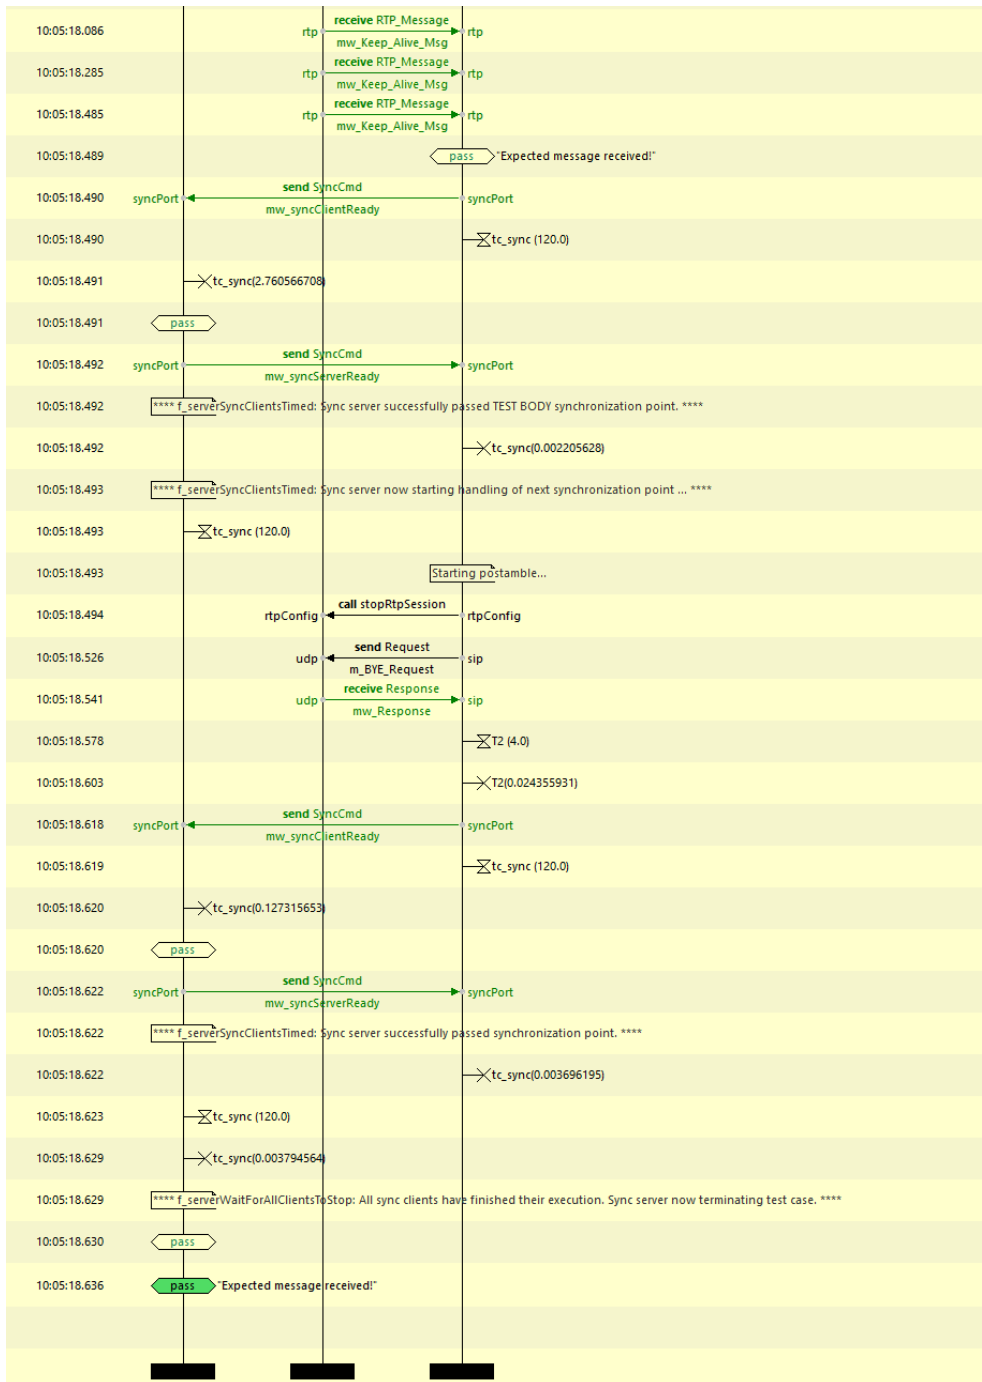 receive RTP_Message
10:05:18.086 rtp rtp
mw_Keep_Alive_Msg
receive RTP_Message
10:05:18.285 rtp rtp
mw_Keep_Alive_Msg
receive RTP_Message
10:05:18.485 rtp rtp
mw_Keep_Alive_Msg
10:05:18.489 pass "Expected message received!"
send SyncCmd
10:05:18.490 syncPort syncPort
mw_syncClientReady
10:05:18.490 tc_sync (120.0)
10:05:18.491 tc_sync(2.760566708)
10:05:18.491 pass
send SyncCmd
10:05:18.492 syncPort syncPort
mw_syncServerReady
10:05:18.492 **** f_serverSyncClientsTimed: Sync server successfully passed TEST BODY synchronization point. ****
10:05:18.492 tc_sync(0.002205628)
10:05:18.493 **** f_serverSyncClientsTimed: Sync server now starting handling of next synchronization point ... ****
10:05:18.493 tc_sync (120.0)
10:05:18.493 Starting postamble...
call stopRtpSession
10:05:18.494 rtpConfig rtpConfig
send Request
10:05:18.526 udp sip
m_BYE_Request
receive Response
10:05:18.541 udp sip
mw_Response
10:05:18.578 T2 (4.0)
10:05:18.603 T2(0.024355931)
send SyncCmd
10:05:18.618 syncPort syncPort
mw_syncClientReady
10:05:18.619 tc_sync (120.0)
10:05:18.620 tc_sync(0.127315653)
10:05:18.620 pass
send SyncCmd
10:05:18.622 syncPort syncPort
mw_syncServerReady
10:05:18.622 **** f_serverSyncClientsTimed: Sync server successfully passed synchronization point. ****
10:05:18.622 tc_sync(0.003696195)
10:05:18.623 tc_sync (120.0)
10:05:18.629 tc_sync(0.003794564)
10:05:18.629 **** f_serverWaitForAllClientsToStop: All sync clients have finished their execution. Sync server now terminating test case. ****
10:05:18.630 pass
10:05:18.636 pass "Expected message received!"